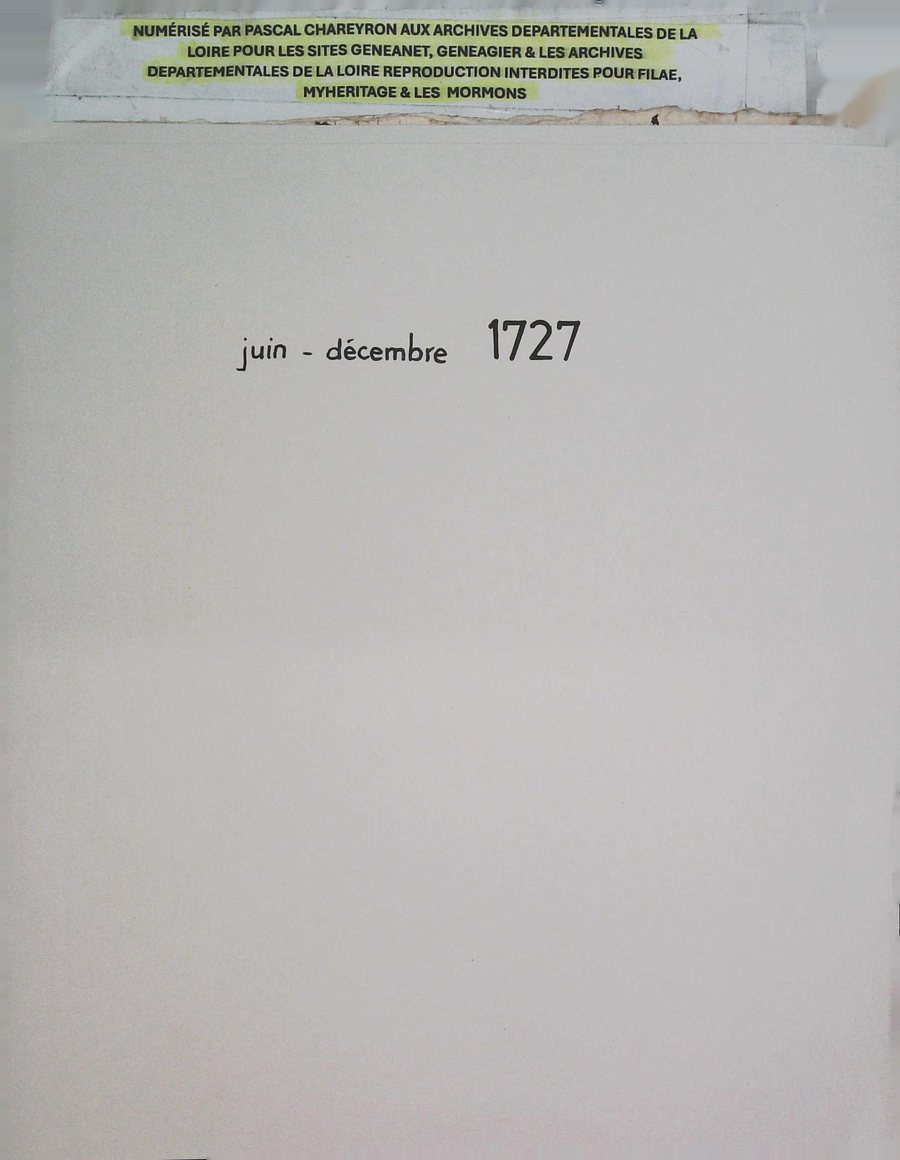 NUMÉRISÉ PAR PASCAL CHAREYRON AUX ARCHIVES DEPARTEMENTALES DE LA
LOIRE POUR LES SITES GENEANET, GENEAGIER & LES ARCHIVES
DEPARTEMENTALES DE LA LOIRE REPRODUCTION INTERDITES POUR FILAE,
MYHERITAGE & LES MORMONS
juin - décembre 1727